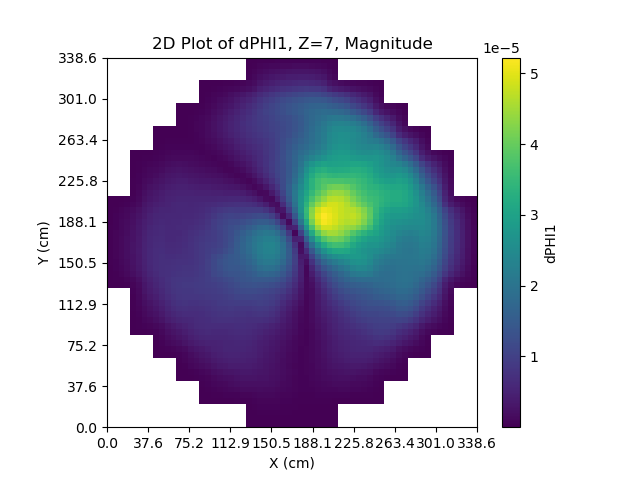 2D Plot of dPHI1, Z=7, Magnitude
1e−5
338.6
301.0
263.4
225.8
188.1
150.5
112.9
75.2
37.6
0.0
Y (cm)
0.0 37.6 75.2 112.9 150.5 188.1 225.8 263.4 301.0 338.6
X (cm)
5
4
3
2
1
dPHI1